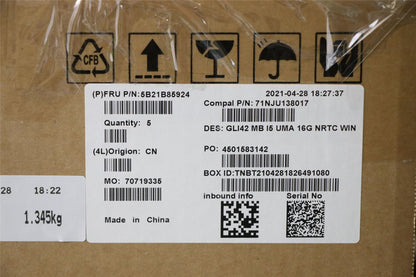 CFB
(P)FRU P/N:5B21B85924
2021-04-28 18:27:37
Compal P/N:71NJU138017
Quantity: 5
DES: GLI42 MB I5 UMA 16G NRTC WIN
(4L)Origion: CN
PO: 4501583142
MO: 70719335
BOX ID:TNBT2104281826491080
28 18:22
inbound info
Serial No
1.345kg
Made in China